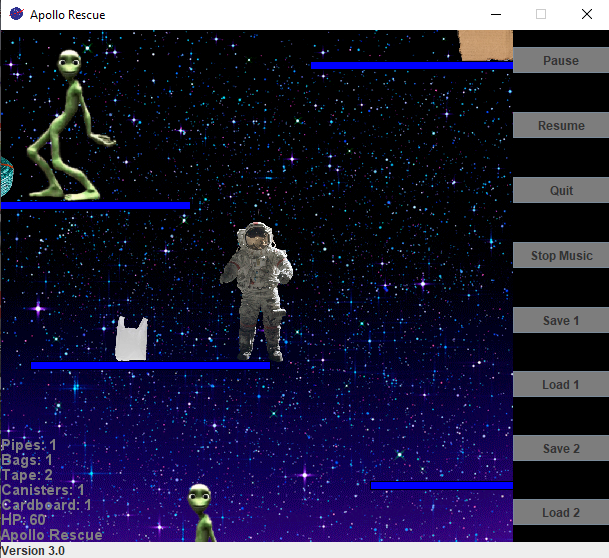 Apollo Rescue
Pause
Resume
Quit
Stop Music
Save 1
Load 1
Save 2
Load 2
Pipes: 1
Bags: 1
Tape: 2
Canisters: 1
Cardboard: 1
HP: 60
Apollo Rescue
Version 3.0